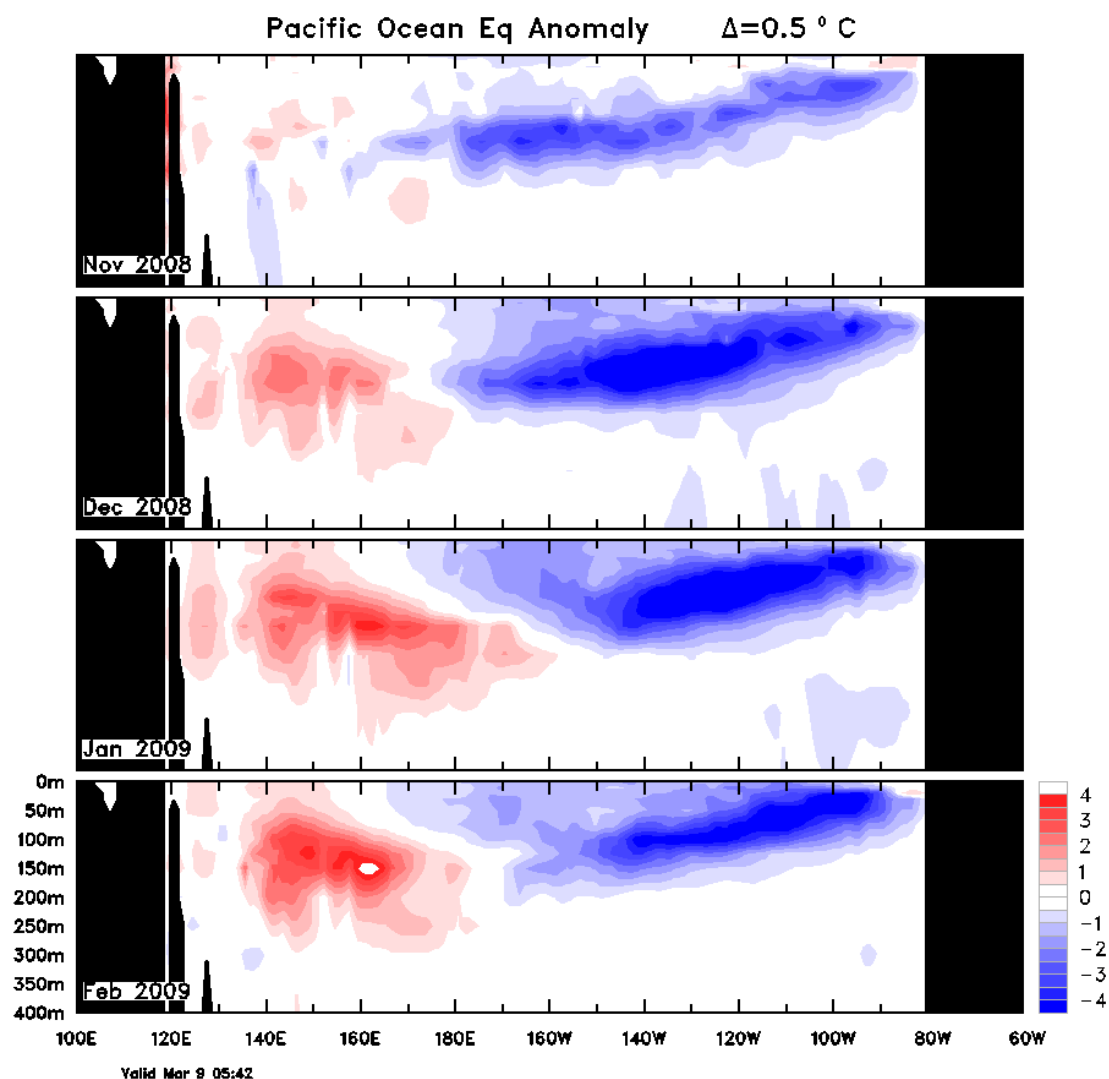 Pacific Ocean Eq Anomaly Δ=0.5 ° C
Nov 2008
Dec 2008
Jan 2009
Feb 2009
0m
50m
100m
150m
200m
250m
300m
350m
400m
4
3
2
1
0
-1
-2
-3
-4
100E 120E 140E 160E 180E 160W 140W 120W 100W 80W 60W
Valid Mar 9 05:42